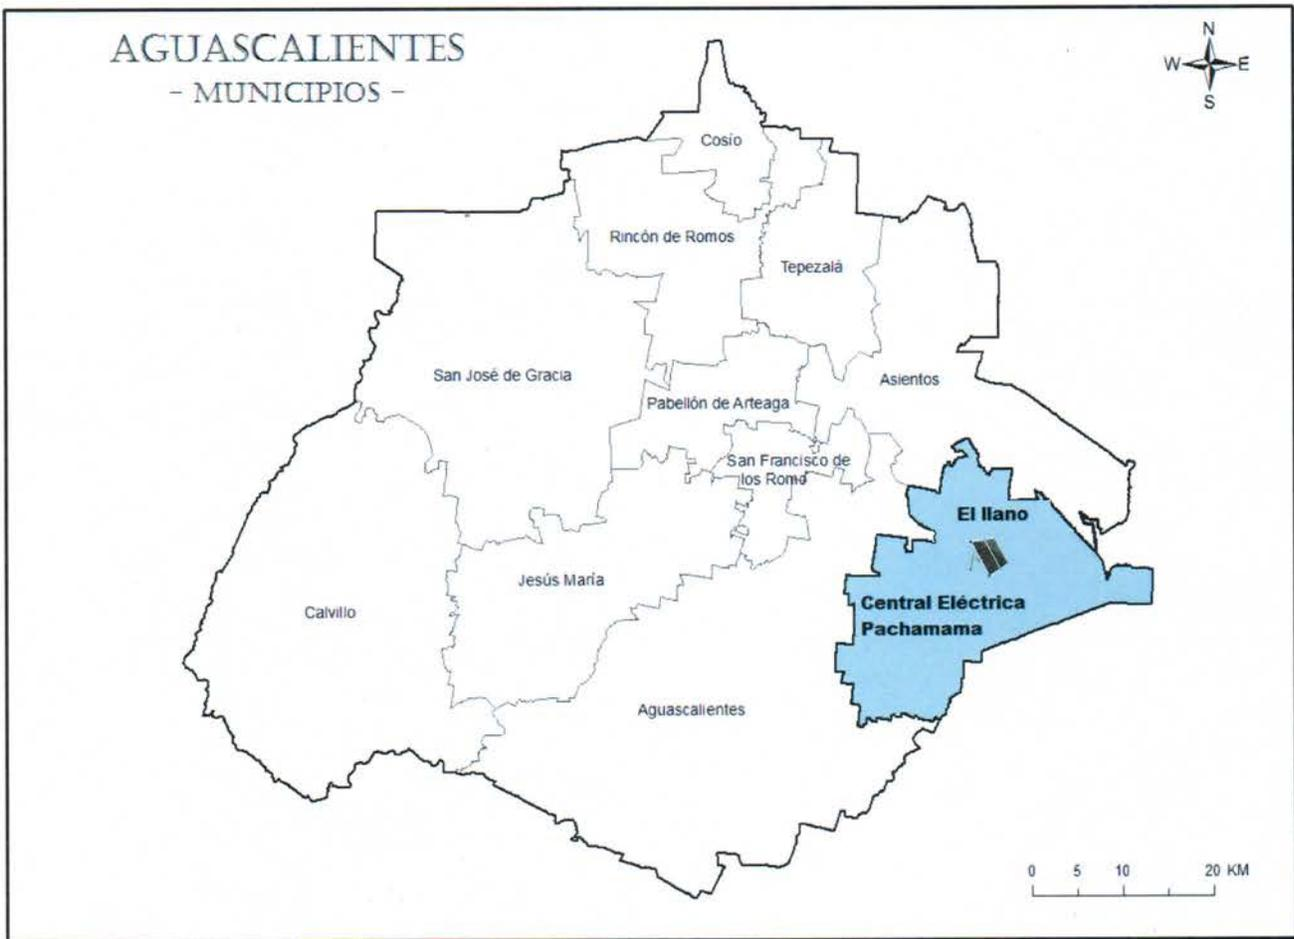 AGUASCALIENTES
- MUNICIPIOS -
N
W E
S
Cosío
Rincón de Romos
Tepezalá
San José de Gracia
Asientos
Pabellón de Arteaga
San Francisco de
los Romo
El llano
Jesús María
Calvillo
Central Eléctrica
Pachamama
Aguascalientes
0 5 10 20 KM